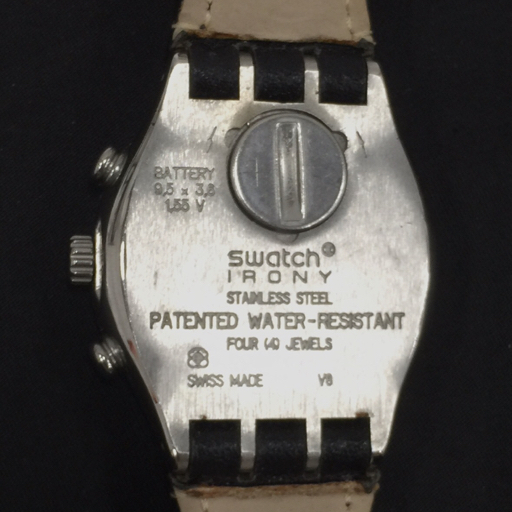 BATTERY
9,5 x 3,6
1,55 V
swatch
IRONY
STAINLESS STEEL
PATENTED WATER-RESISTANT
FOUR (4) JEWELS
SWISS MADE V8